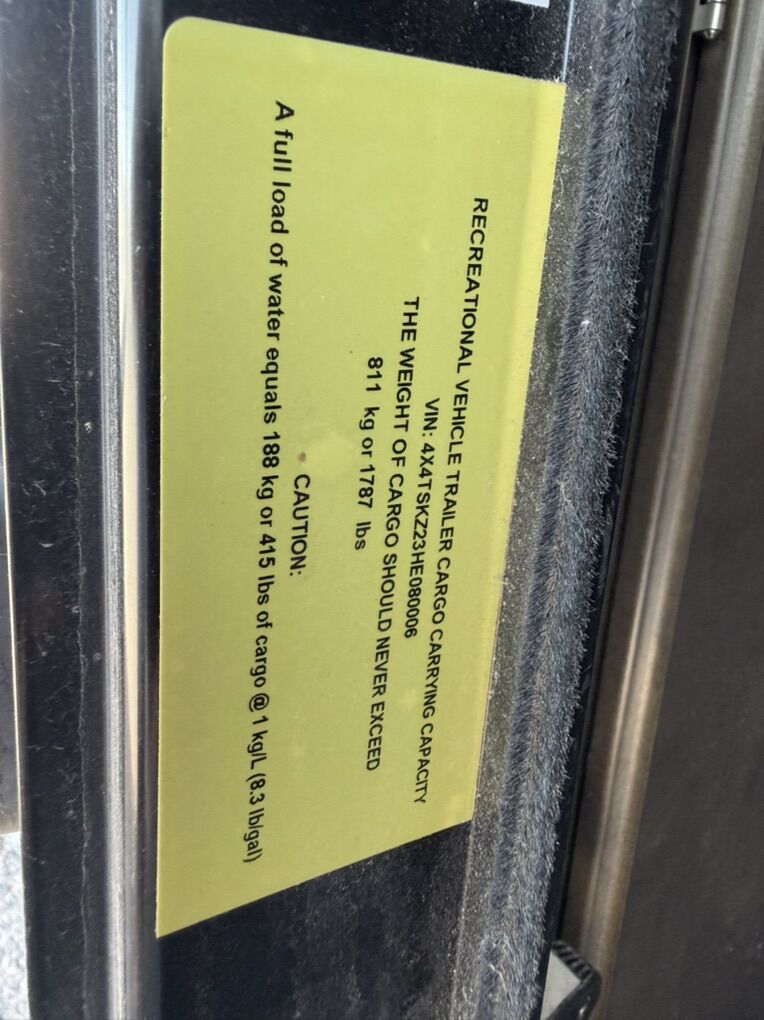 RECREATIONAL VEHICLE TRAILER CARGO CARRYING CAPACITY
VIN: 4X4TSKZ23HE080006
THE WEIGHT OF CARGO SHOULD NEVER EXCEED
811 kg or 1787 lbs
CAUTION:
A full load of water equals 188 kg or 415 lbs of cargo @ 1 kg/L (8.3 lb/gal)